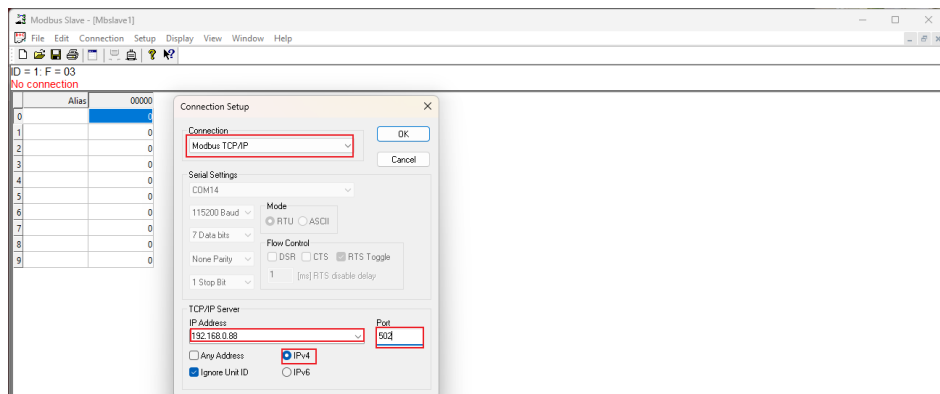 Modbus Slave - [Mbslave1]
File Edit Connection Setup Display View Window Help
ID = 1: F = 03
No connection
Alias 00000
0 0
1 0
2 0
3 0
4 0
5 0
6 0
7 0
8 0
9 0
Connection Setup
Connection
Modbus TCP/IP
OK
Cancel
Serial Settings
COM14
115200 Baud
Mode
RTU ASCII
7 Data bits
Flow Control
DSR CTS RTS Toggle
None Parity
1 [ms] RTS disable delay
1 Stop Bit
TCP/IP Server
IP Address Port
192.168.0.88 502
Any Address IPv4
Ignore Unit ID IPv6